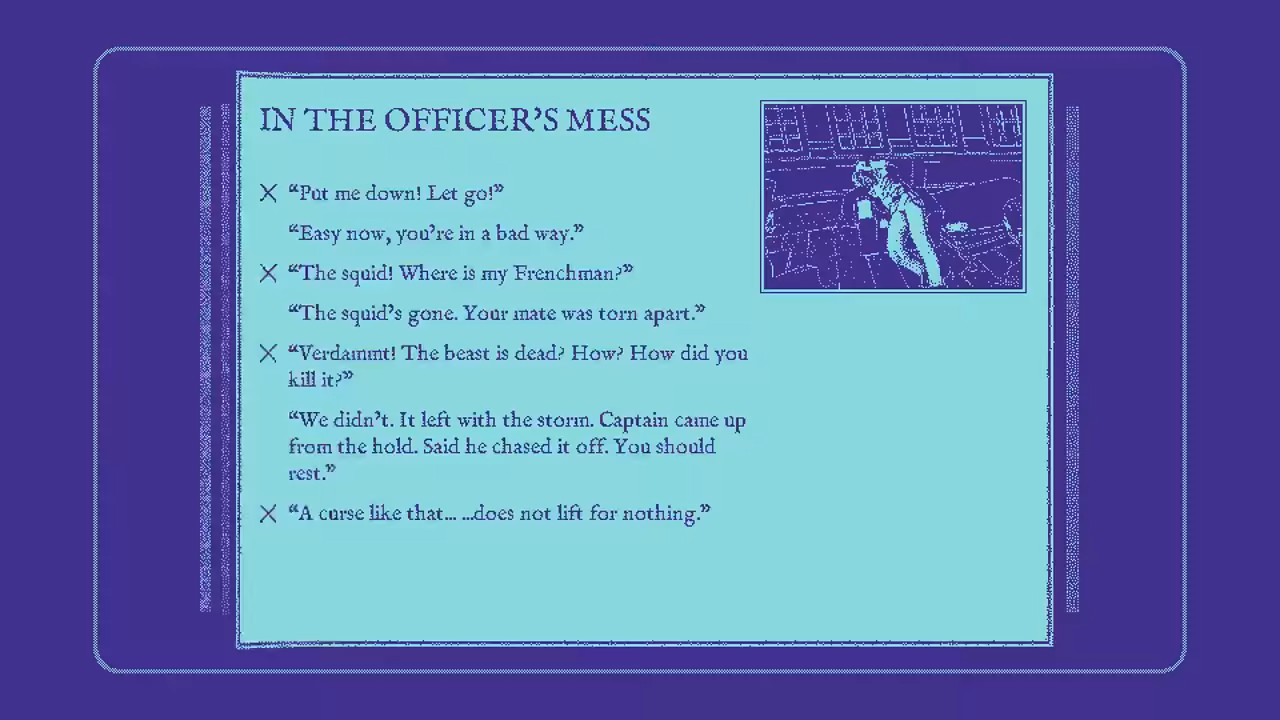 IN THE OFFICER'S MESS
"Put me down! Let go!"
"Easy now, you're in a bad way."
"The squid! Where is my Frenchman?"
"The squid's gone. Your mate was torn apart."
"Verdammt! The beast is dead? How? How did you
kill it?"
"We didn't. It left with the storm. Captain came up
from the hold. Said he chased it off. You should
rest."
"A curse like that... ...does not lift for nothing."